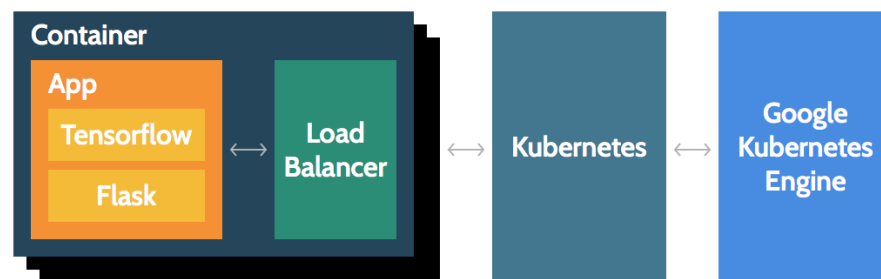 Container
App
Tensorflow
Flask
Load
Balancer
Kubernetes
Google
Kubernetes
Engine